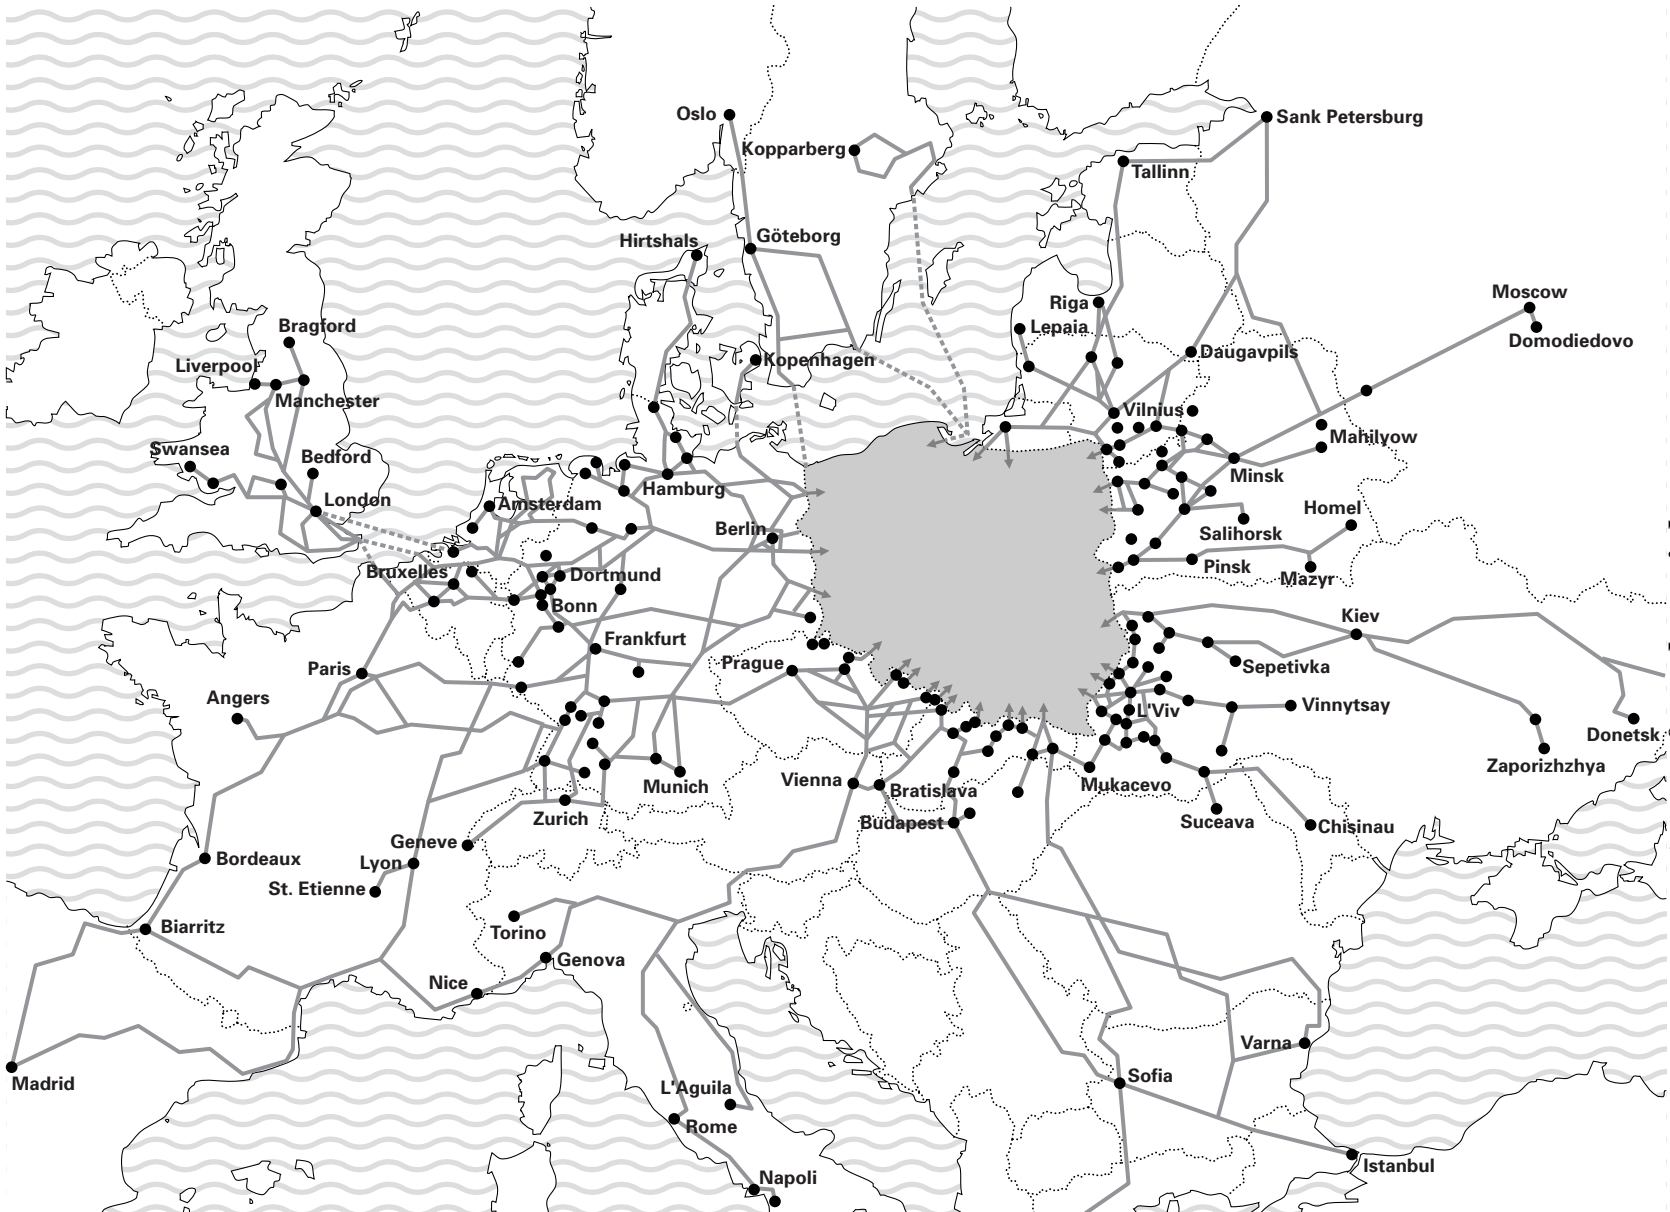 Oslo
Sank Petersburg
Kopparberg
Tallinn
Göteborg
Hirtshals
Moscow
Riga
Bragford
Lepaia
Domodiedovo
Daugavpils
Kopenhagen
Liverpool
Manchester
Vilnius
Mahilyow
Swansea
Bedford
Minsk
Hamburg
London
Amsterdam
Homel
Berlin
Salihorsk
Pinsk
Bruxelles
Dortmund
Mazyr
Bonn
Kiev
Frankfurt
Prague
Sepetivka
Paris
Angers
L'Viv
Vinnytsay
Donetsk
Zaporizhzhya
Vienna
Munich
Bratislava
Mukacevo
Zurich
Budapest
Suceava
Chisinau
Geneve
Bordeaux
Lyon
St. Etienne
Biarritz
Torino
Genova
Nice
Varna
Madrid
Sofia
L'Aguila
Rome
Istanbul
Napoli